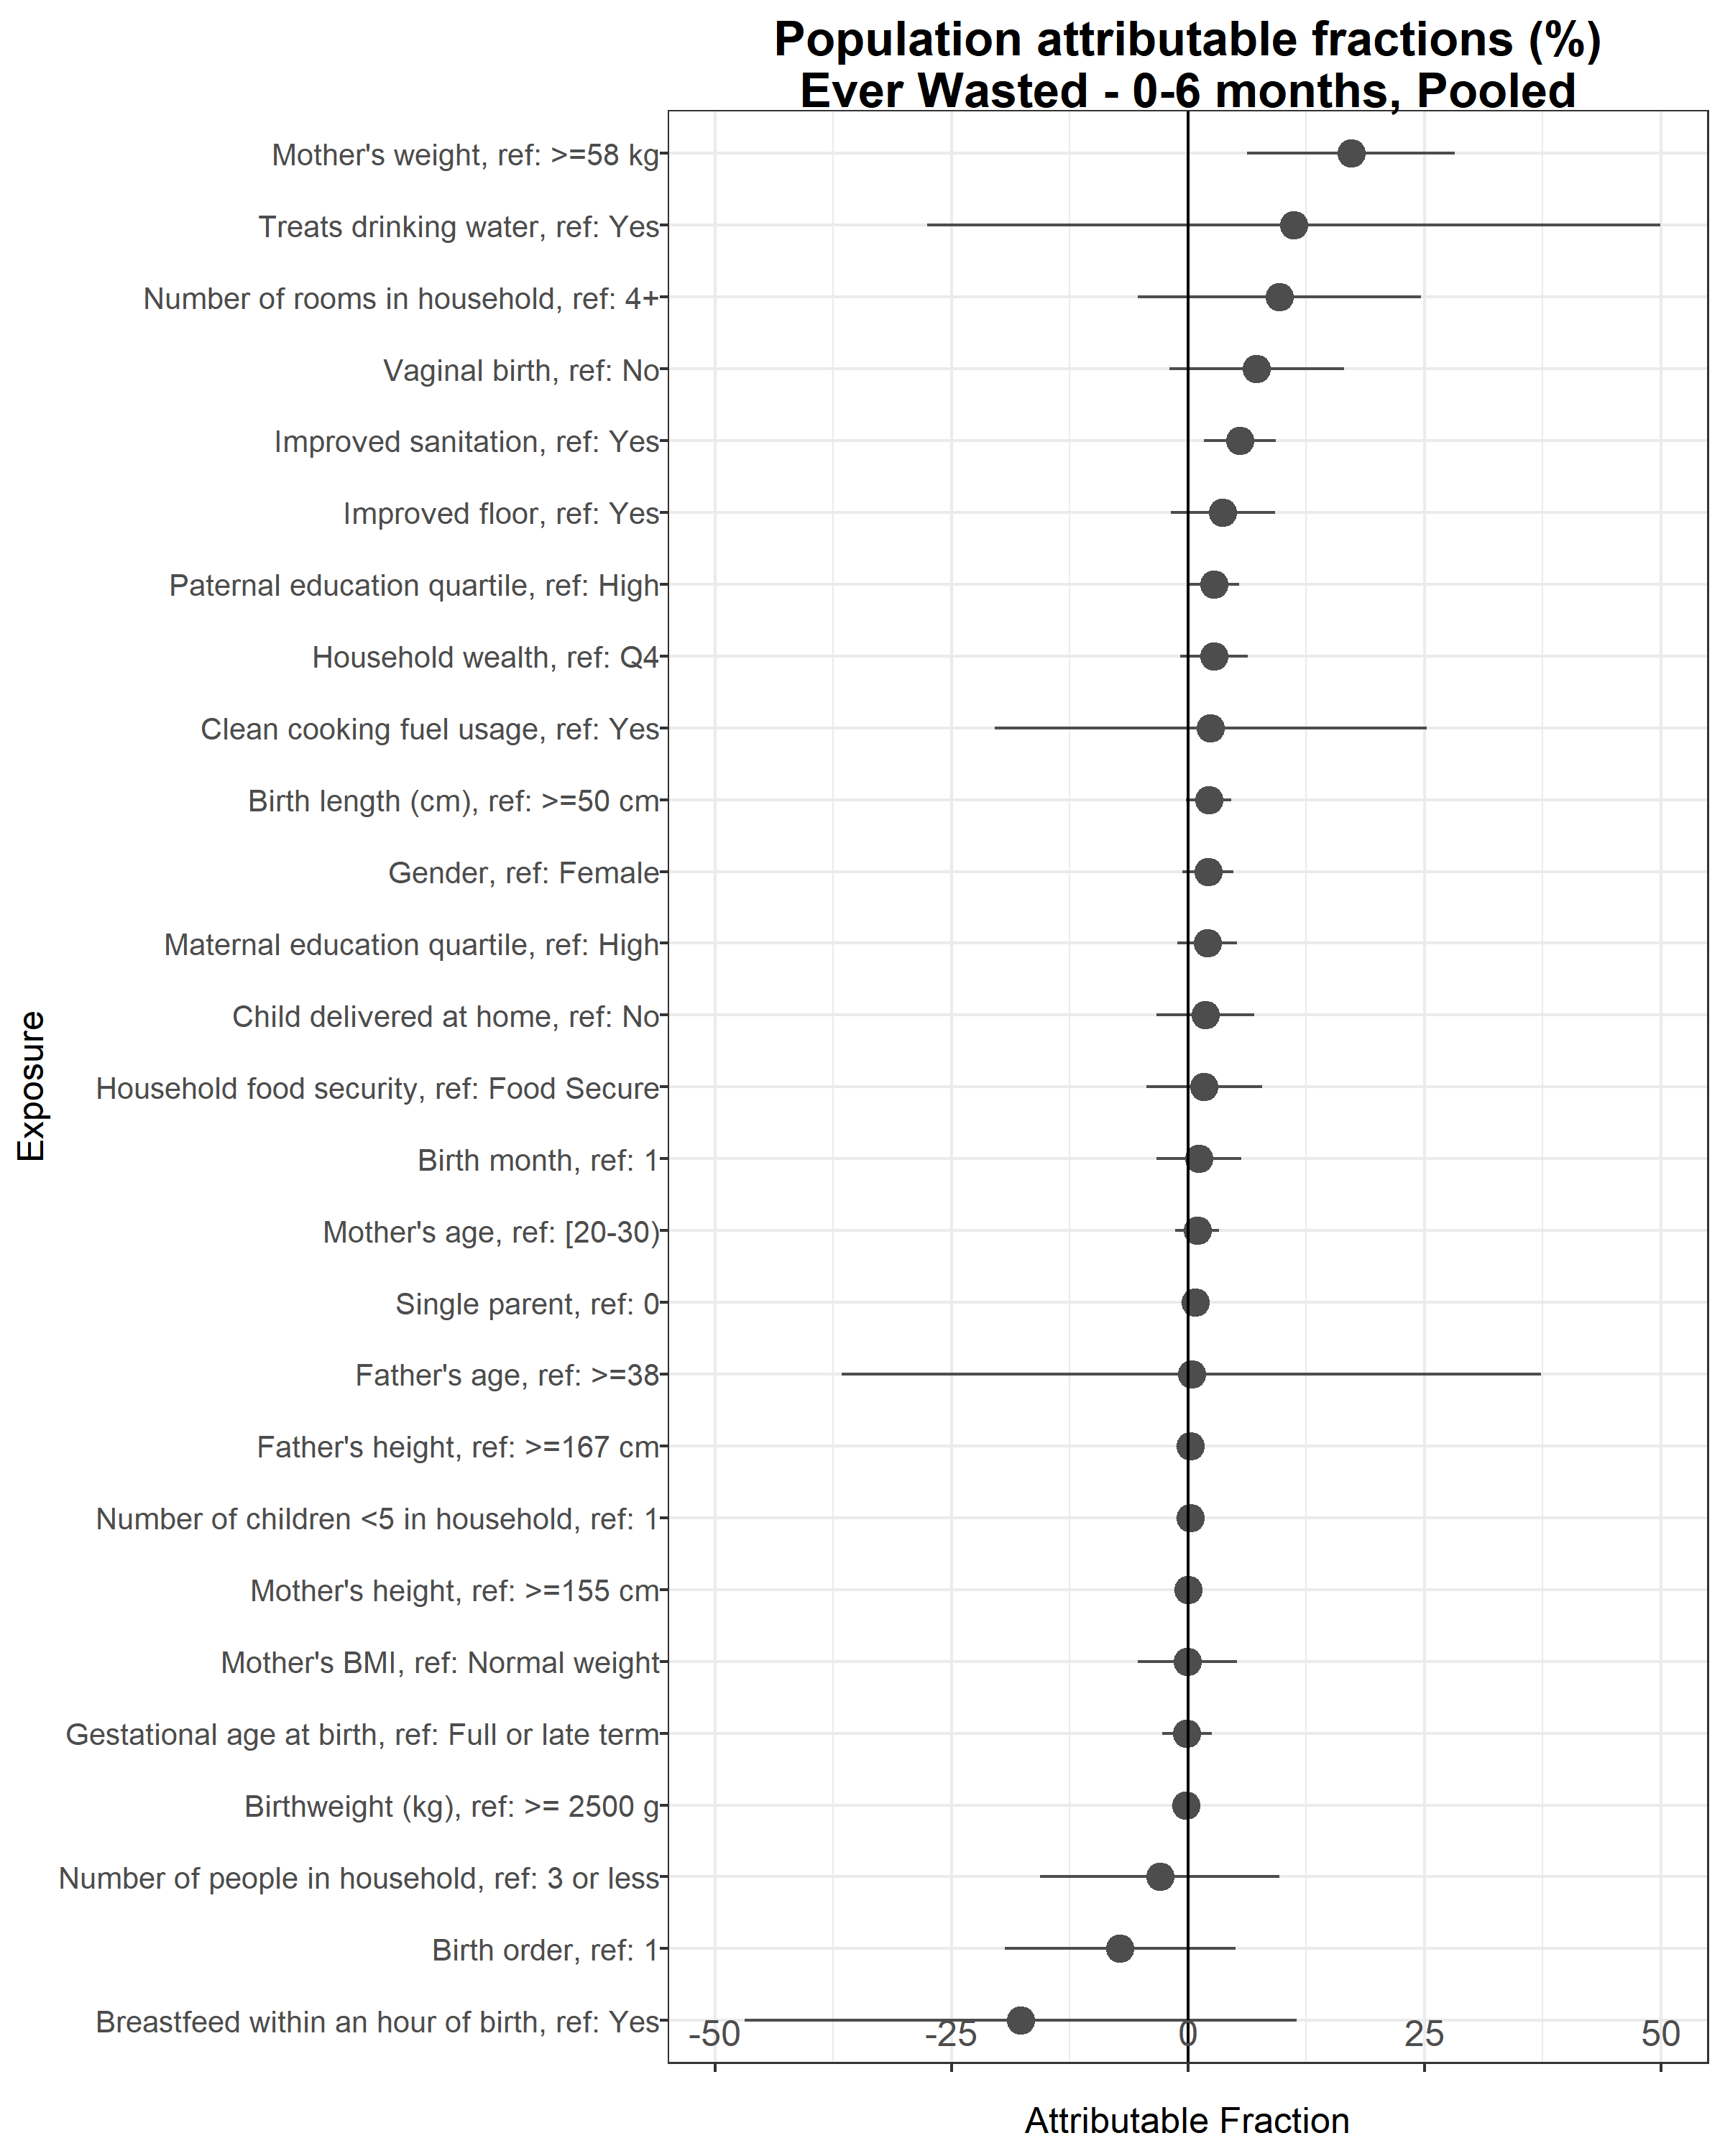 Population attributable fractions (%)
Ever Wasted - 0-6 months, Pooled
Mother's weight, ref: >=58 kg
Treats drinking water, ref: Yes
Number of rooms in household, ref: 4+
Vaginal birth, ref: No
Improved sanitation, ref: Yes
Improved floor, ref: Yes
Paternal education quartile, ref: High
Household wealth, ref: Q4
Clean cooking fuel usage, ref: Yes
Birth length (cm), ref: >=50 cm
Gender, ref: Female
Maternal education quartile, ref: High
Child delivered at home, ref: No
Household food security, ref: Food Secure
Birth month, ref: 1
Mother's age, ref: [20-30)
Single parent, ref: 0
Father's age, ref: >=38
Father's height, ref: >=167 cm
Number of children <5 in household, ref: 1
Mother's height, ref: >=155 cm
Mother's BMI, ref: Normal weight
Gestational age at birth, ref: Full or late term
Birthweight (kg), ref: >= 2500 g
Number of people in household, ref: 3 or less
Birth order, ref: 1
Breastfeed within an hour of birth, ref: Yes
Exposure
-50 -25 0 25 50
Attributable Fraction